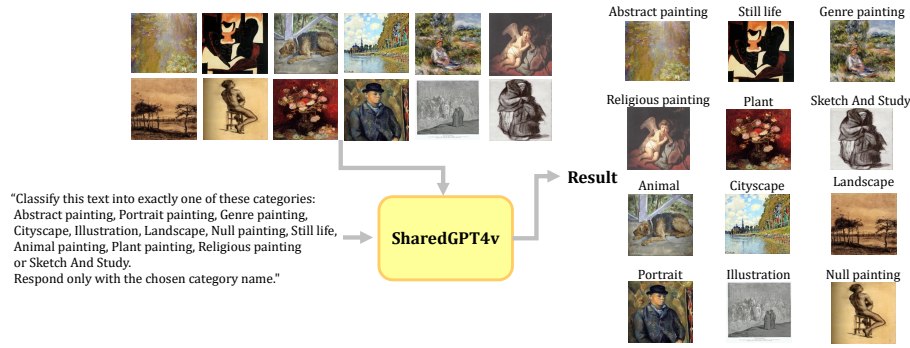 Abstract painting
Still life
Genre painting
Religious painting
Plant
Sketch And Study
Animal
Cityscape
Landscape
Portrait
Illustration
Null painting
"Classify this text into exactly one of these categories:
Abstract painting, Portrait painting, Genre painting,
Cityscape, Illustration, Landscape, Null painting, Still life,
Animal painting, Plant painting, Religious painting
or Sketch And Study.
Respond only with the chosen category name."
SharedGPT4v
Result